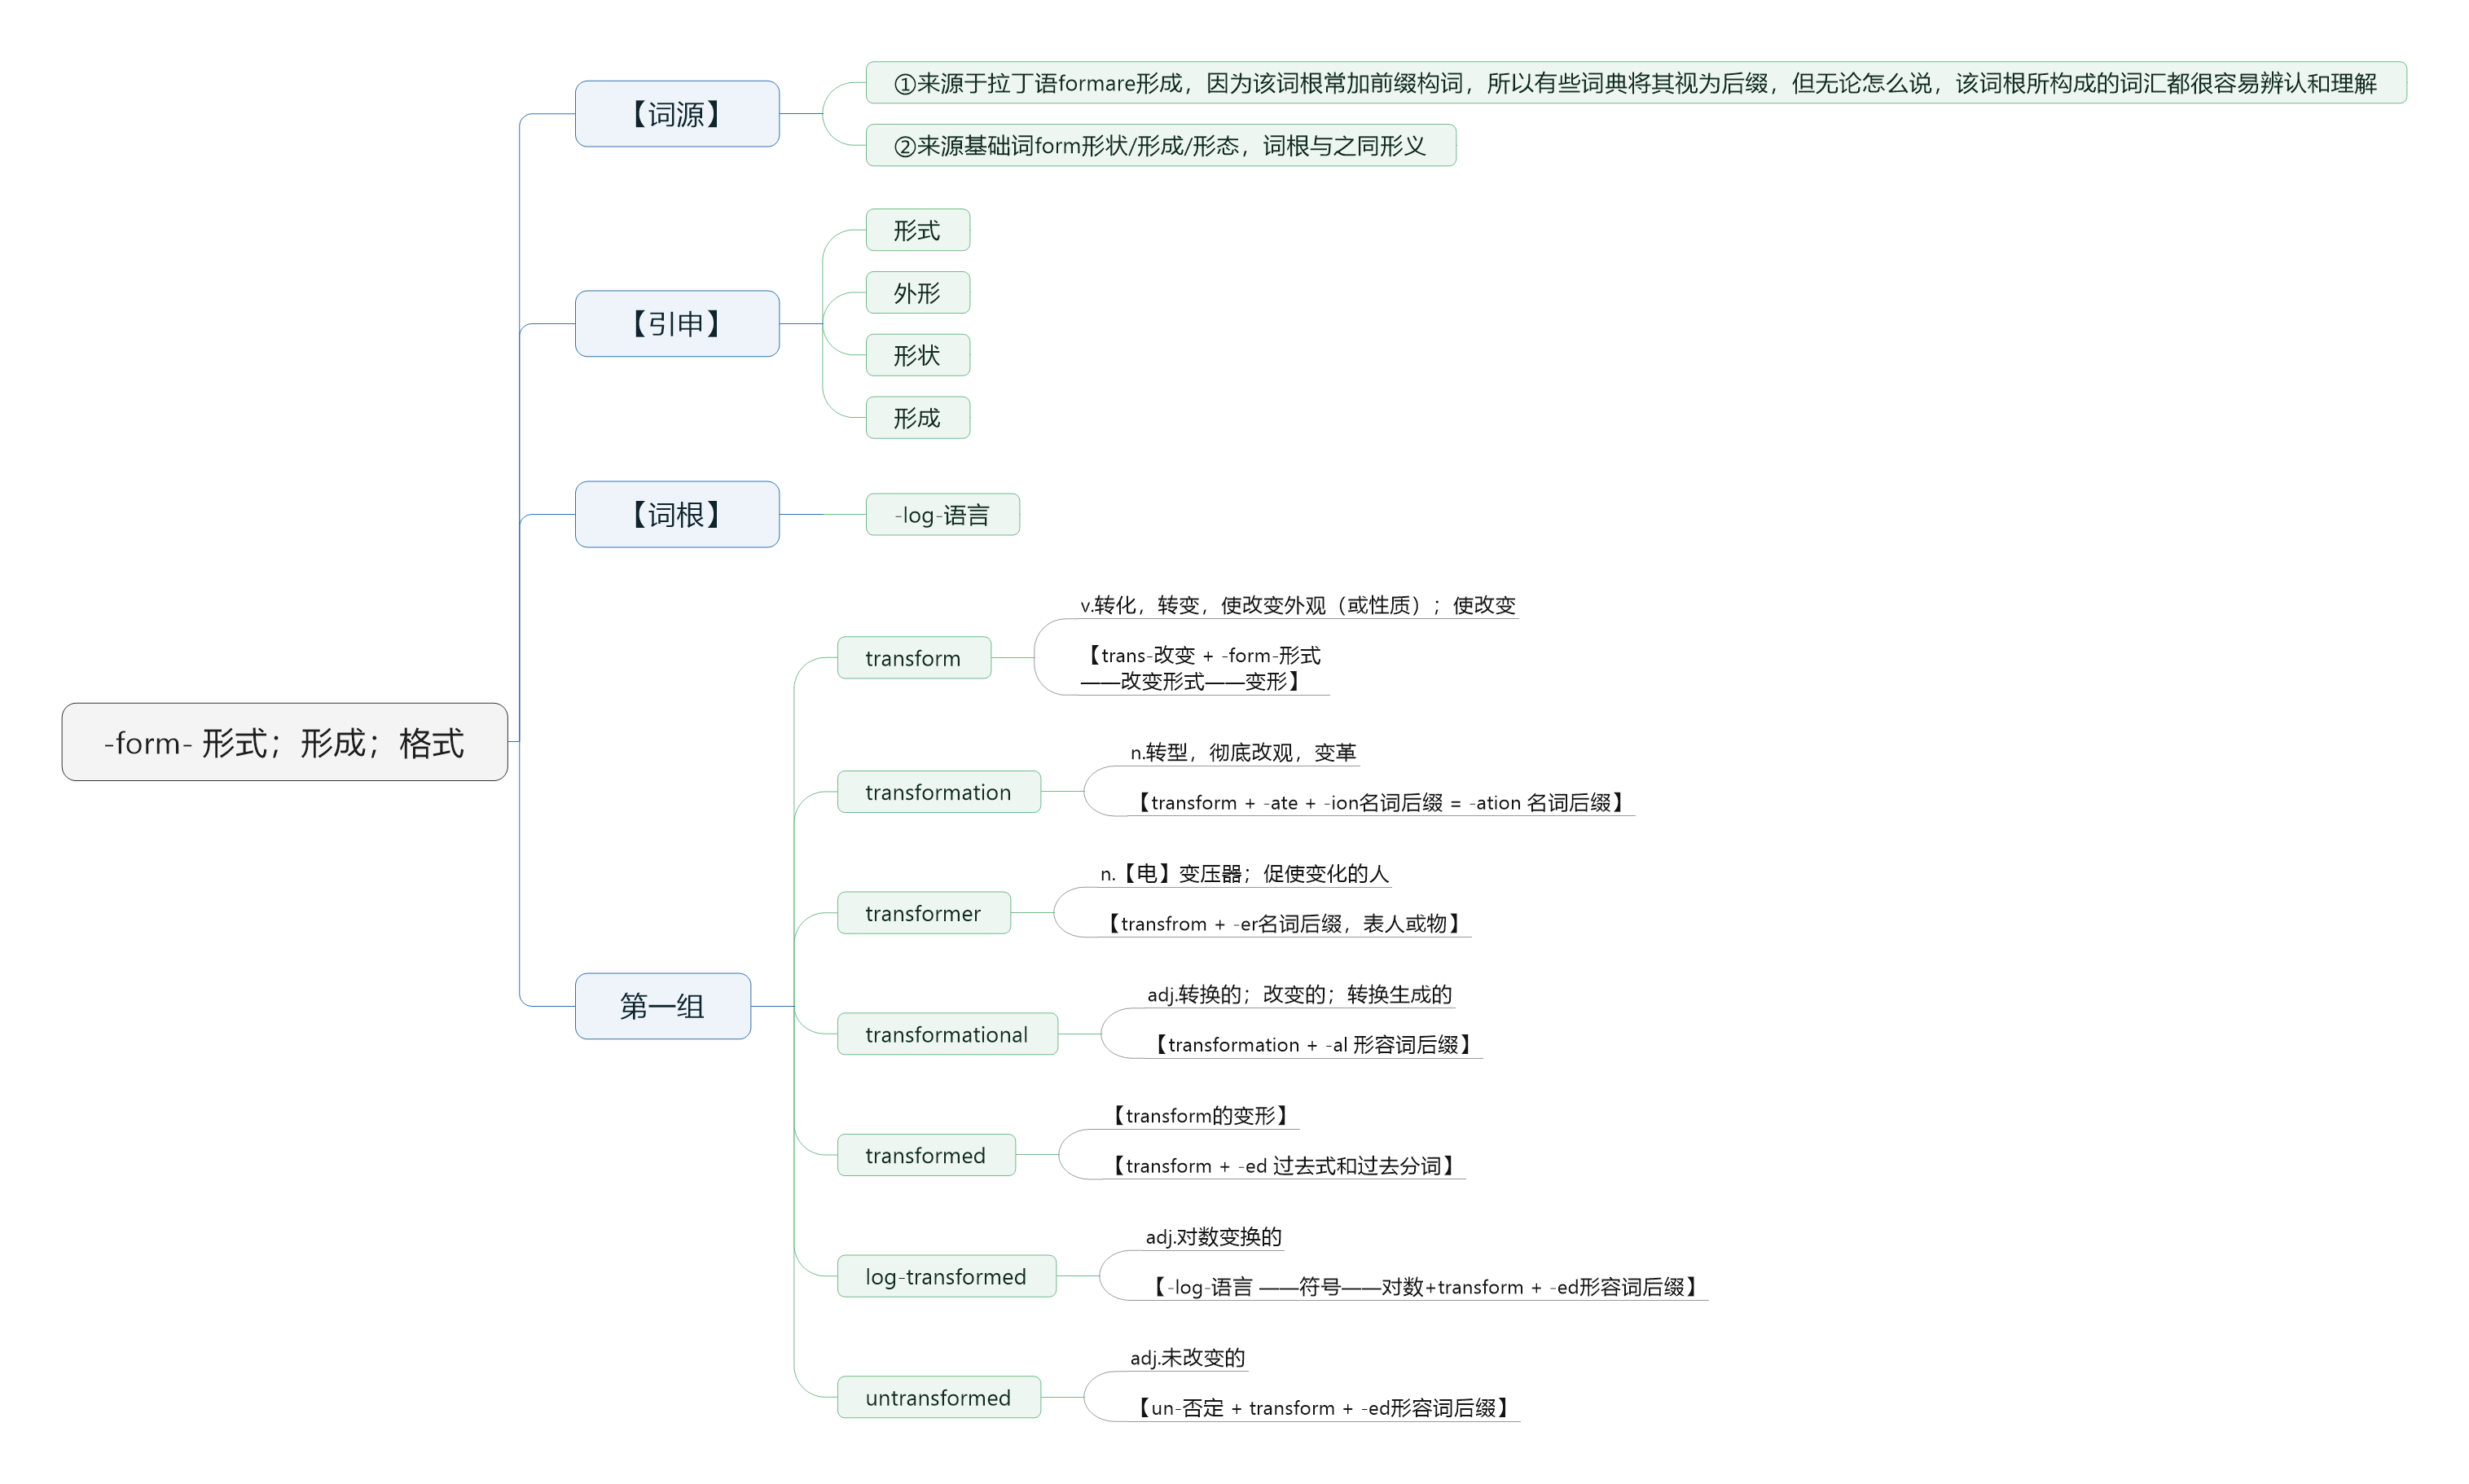 -form- 形式；形成；格式
【词源】
①来源于拉丁语formare形成，因为该词根常加前缀构词，所以有些词典将其视为后缀，但无论怎么说，该词根所构成的词汇都很容易辨认和理解
②来源基础词form形状/形成/形态，词根与之同形义
【引申】
形式
外形
形状
形成
【词根】
-log-语言
第一组
transform
v.转化，转变，使改变外观（或性质）；使改变
【trans-改变 + -form-形式
——改变形式——变形】
transformation
n.转型，彻底改观，变革
【transform + -ate + -ion名词后缀 = -ation 名词后缀】
transformer
n.【电】变压器；促使变化的人
【transfrom + -er名词后缀，表人或物】
transformational
adj.转换的；改变的；转换生成的
【transformation + -al 形容词后缀】
transformed
【transform的变形】
【transform + -ed 过去式和过去分词】
log-transformed
adj.对数变换的
【-log-语言 ——符号——对数+transform + -ed形容词后缀】
untransformed
adj.未改变的
【un-否定 + transform + -ed形容词后缀】